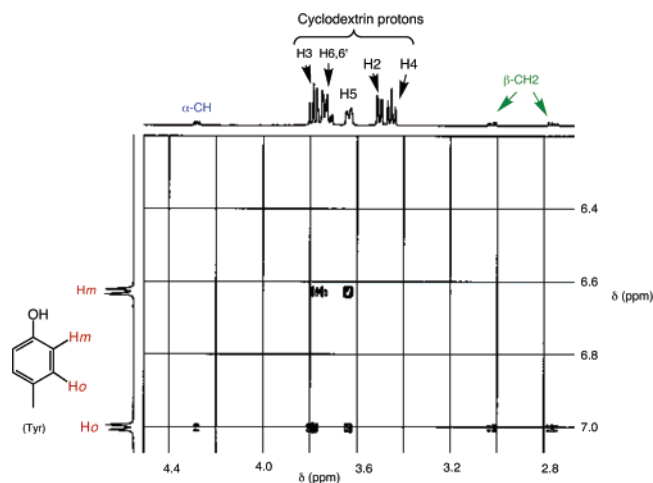 Cyclodextrin protons
H3
H6,6'
H5
H2
H4
α-CH
β-CH2
6.4
6.6
6.8
7.0
δ (ppm)
Hm
OH
Hm
Ho
(Tyr)
Ho
4.4
4.0
3.6
3.2
2.8
δ (ppm)